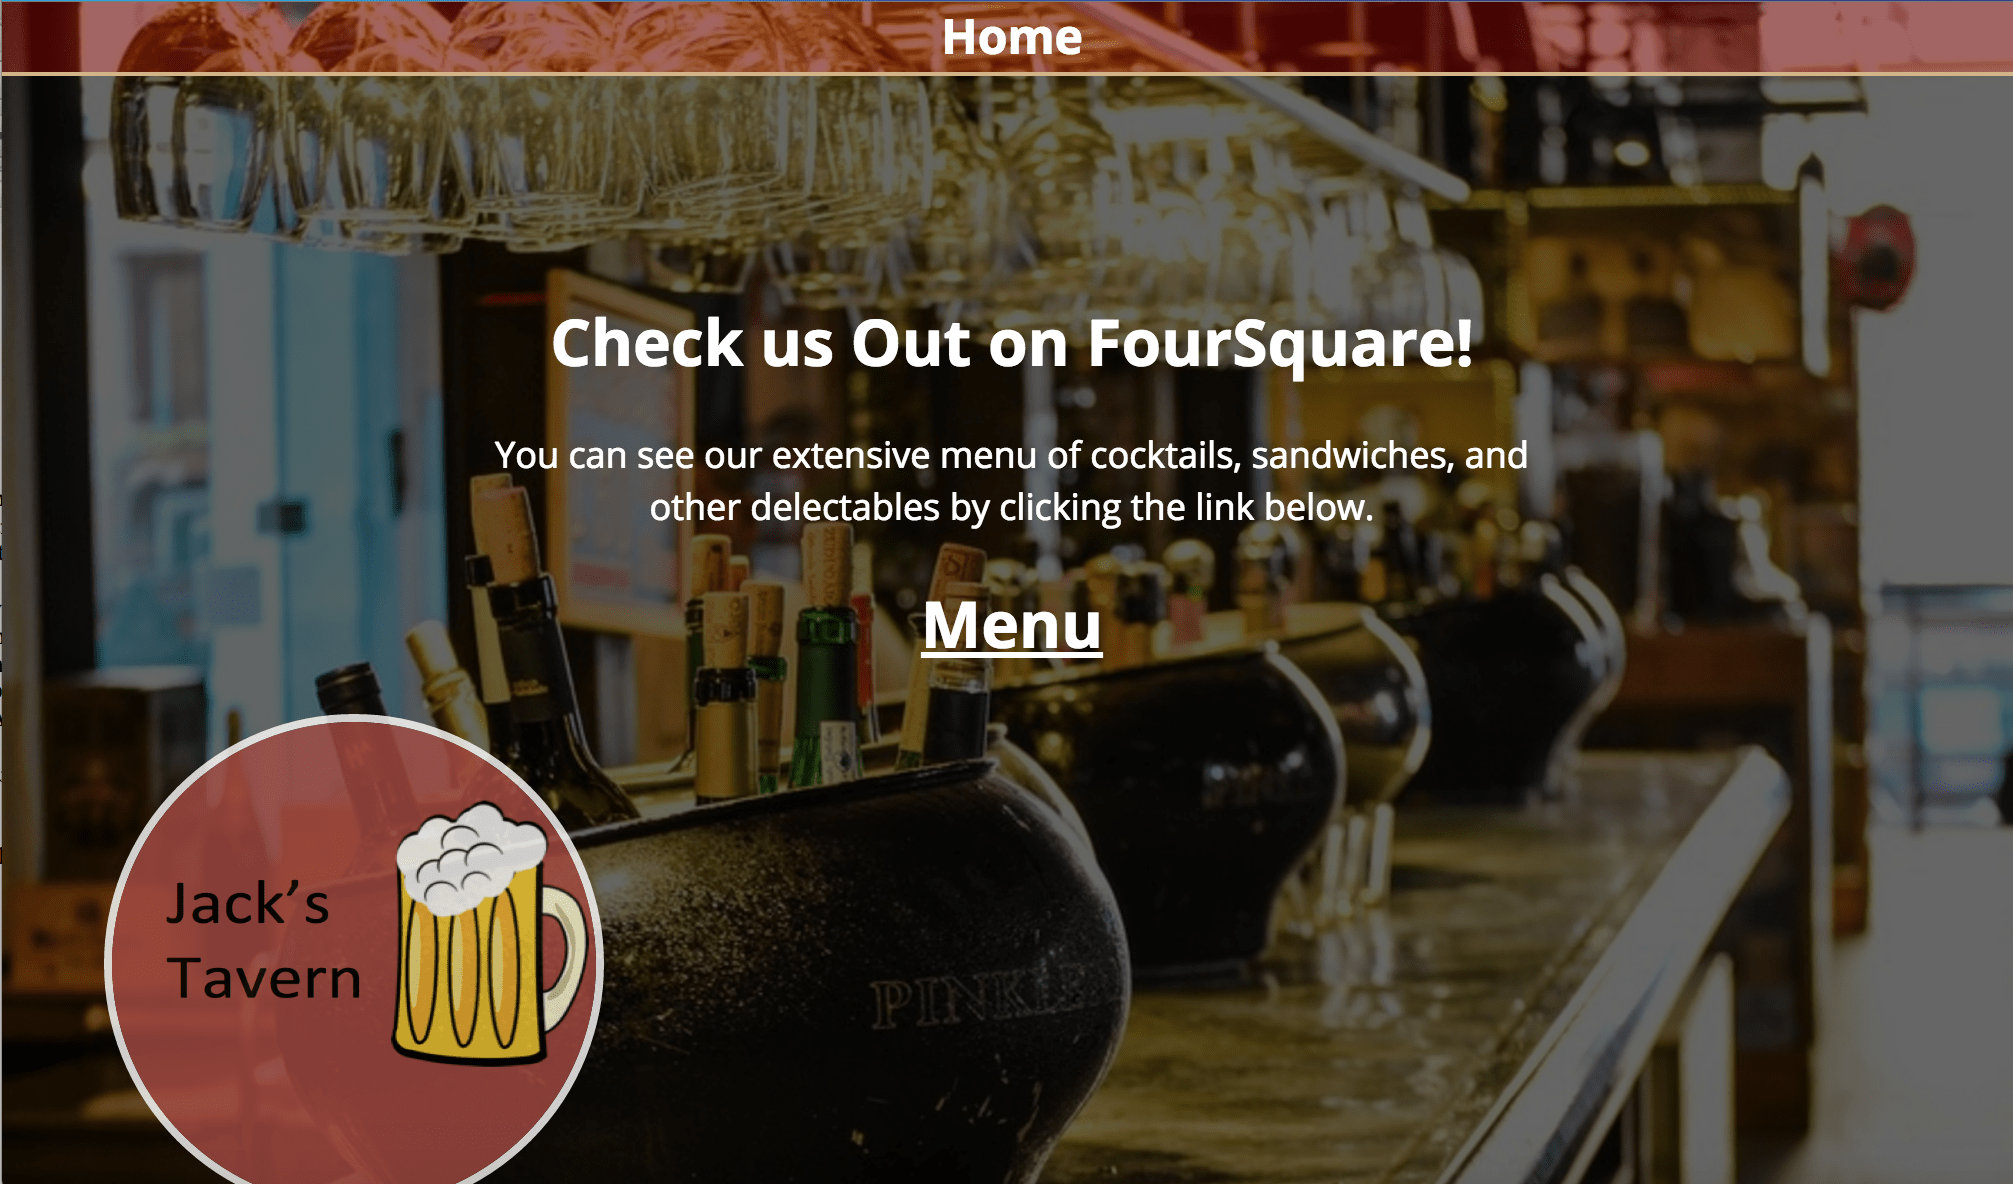 Home
Check us Out on FourSquare!
You can see our extensive menu of cocktails, sandwiches, and
other delectables by clicking the link below.
Menu
Jack’s
Tavern